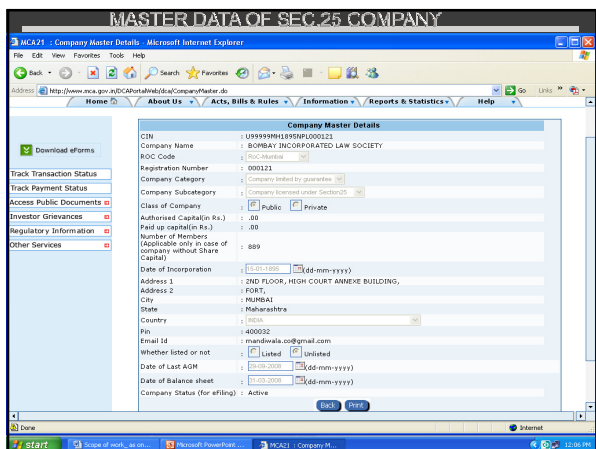 MASTER DATA OF SEC.25 COMPANY
MCA21 : Company Master Details - Microsoft Internet Explorer
File Edit View Favorites Tools Help
Back Search Favorites
Address http://www.mca.gov.in/DCAPortalWeb/dca/CompanyMaster.do Go Links
Home About Us Acts, Bills & Rules Information Reports & Statistics Help
Download eForms
Track Transaction Status
Track Payment Status
Access Public Documents
Investor Grievances
Regulatory Information
Other Services
Company Master Details
CIN : U99999MH1895NPL000121
Company Name : BOMBAY INCORPORATED LAW SOCIETY
ROC Code : RoC-Mumbai
Registration Number : 000121
Company Category : Company limited by guarantee
Company Subcategory : Company licensed under Section25
Class of Company : Public Private
Authorised Capital(in Rs.) : .00
Paid up capital(in Rs.) : .00
Number of Members
(Applicable only in case of
company without Share
Capital) : 889
Date of Incorporation : 15-01-1895 (dd-mm-yyyy)
Address 1 : 2ND FLOOR, HIGH COURT ANNEXE BUILDING,
Address 2 : FORT,
City : MUMBAI
State : Maharashtra
Country : INDIA
Pin : 400032
Email Id : mandiwala.co@gmail.com
Whether listed or not : Listed Unlisted
Date of Last AGM : 29-09-2008 (dd-mm-yyyy)
Date of Balance sheet : 31-03-2008 (dd-mm-yyyy)
Company Status (for eFiling) : Active
Back Print
Done Internet
start Scope of work_ as on... Microsoft PowerPoint ... MCA21 : Company M... 12:06 PM